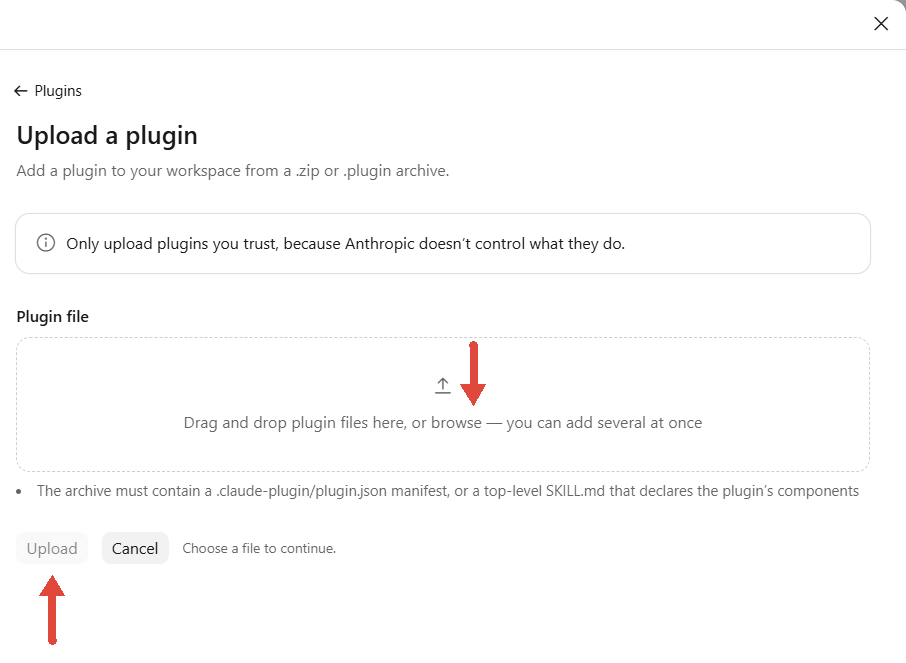 Plugins
Upload a plugin
Add a plugin to your workspace from a .zip or .plugin archive.
Only upload plugins you trust, because Anthropic doesn’t control what they do.
Plugin file
Drag and drop plugin files here, or browse — you can add several at once
The archive must contain a .claude-plugin/plugin.json manifest, or a top-level SKILL.md that declares the plugin’s components
Upload Cancel Choose a file to continue.